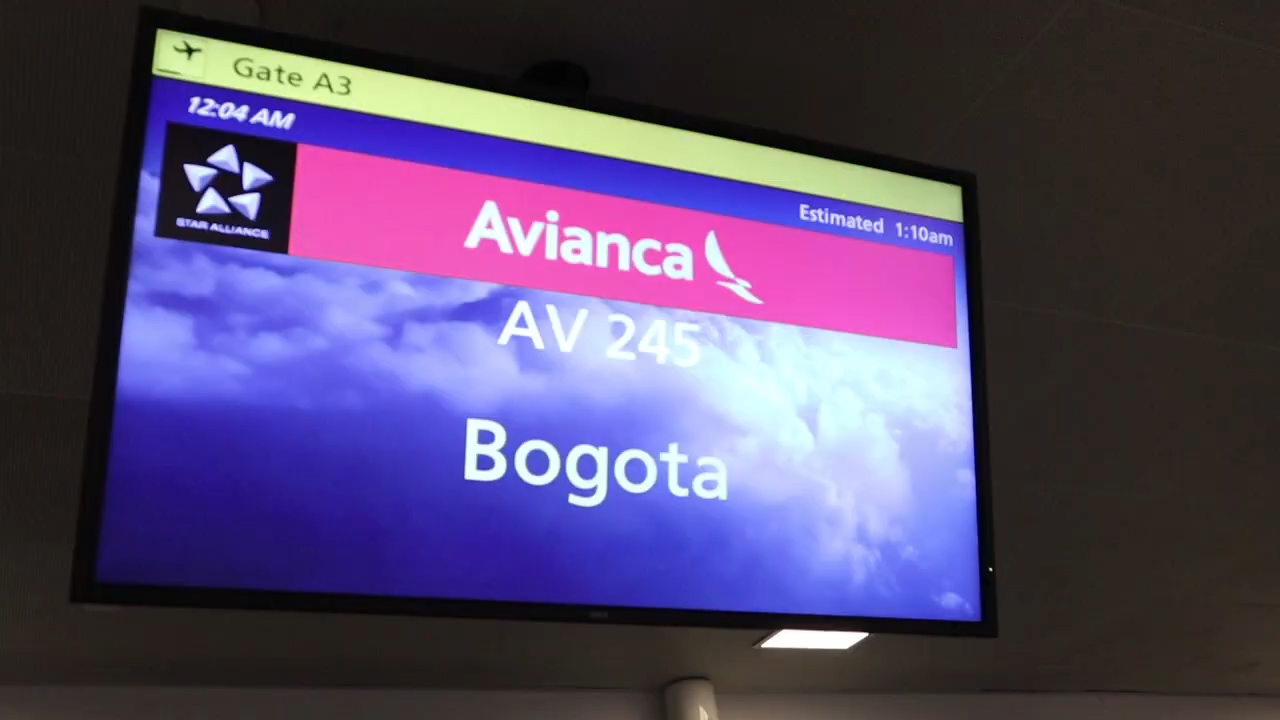 Gate A3
12:04 AM
Estimated 1:10am
STAR ALLIANCE
Avianca
AV 245
Bogota